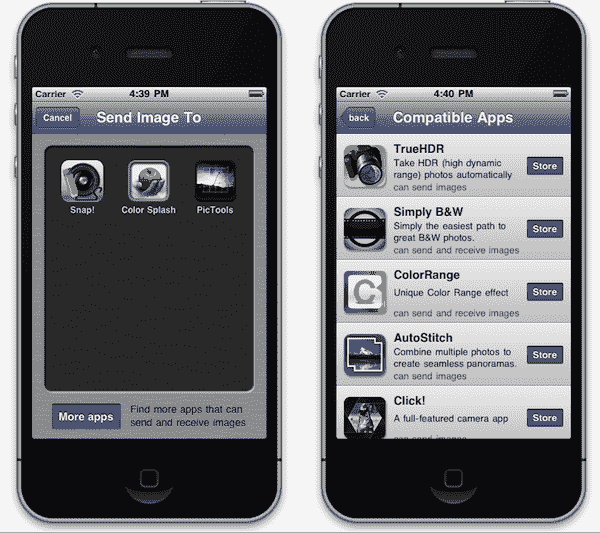 Carrier 4:39 PM
Cancel Send Image To
Snap! Color Splash PicTools
More apps
Find more apps that can
send and receive images
Carrier 4:40 PM
back Compatible Apps
TrueHDR
Take HDR (high dynamic
range) photos automatically
can send images
Store
Simply B&W
Simply the easiest path to
great B&W photos.
can send and receive images
Store
C
ColorRange
Unique Color Range effect
can send and receive images
Store
AutoStitch
Combine multiple photos to
create seamless panoramas.
can send images
Store
Click!
A full-featured camera app
can send images
Store